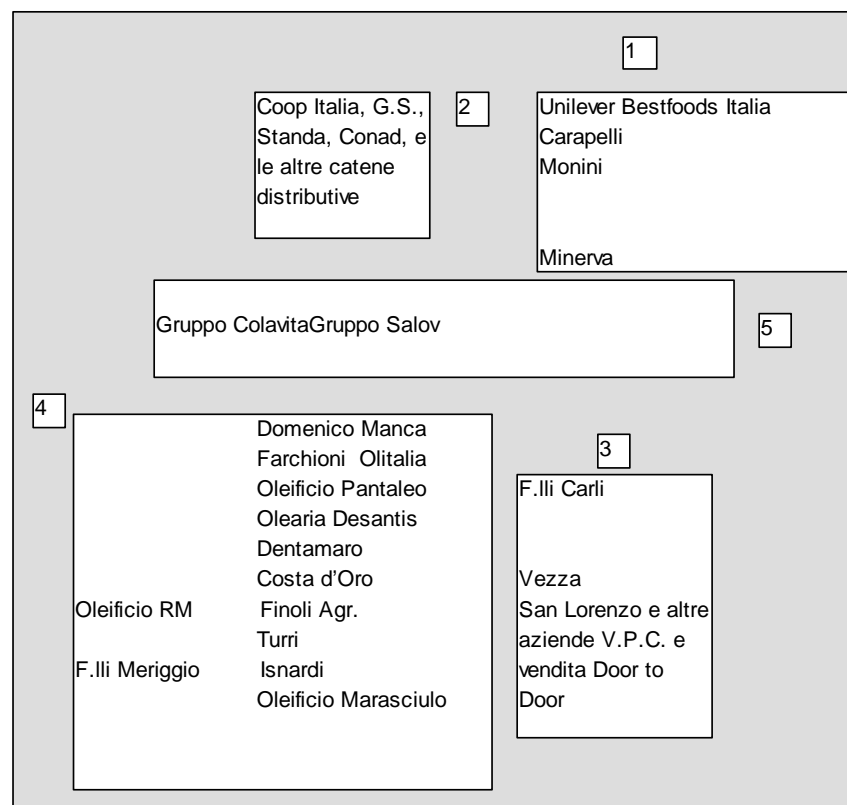 1
Coop Italia, G.S.,
Standa, Conad, e
le altre catene
distributive
2
Unilever Bestfoods Italia
Carapelli
Monini
Minerva
Gruppo ColavitaGruppo Salov
5
4
Domenico Manca
Farchioni Olitalia
Oleificio Pantaleo
Olearia Desantis
Dentamaro
Costa d'Oro
Oleificio RM Finoli Agr.
Turri
F.lli Meriggio Isnardi
Oleificio Marasciulo
3
F.lli Carli
Vezza
San Lorenzo e altre
aziende V.P.C. e
vendita Door to
Door